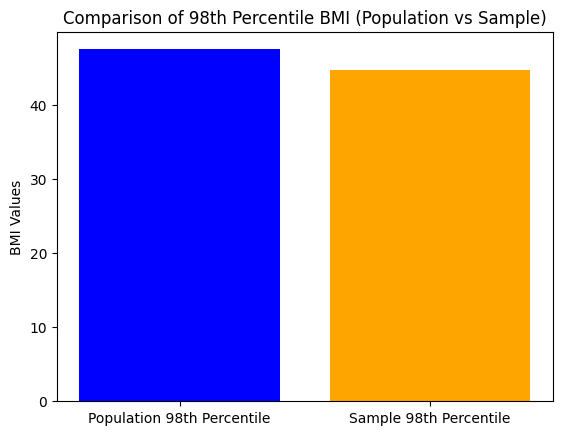 Comparison of 98th Percentile BMI (Population vs Sample)
BMI Values
40
30
20
10
0
Population 98th Percentile
Sample 98th Percentile